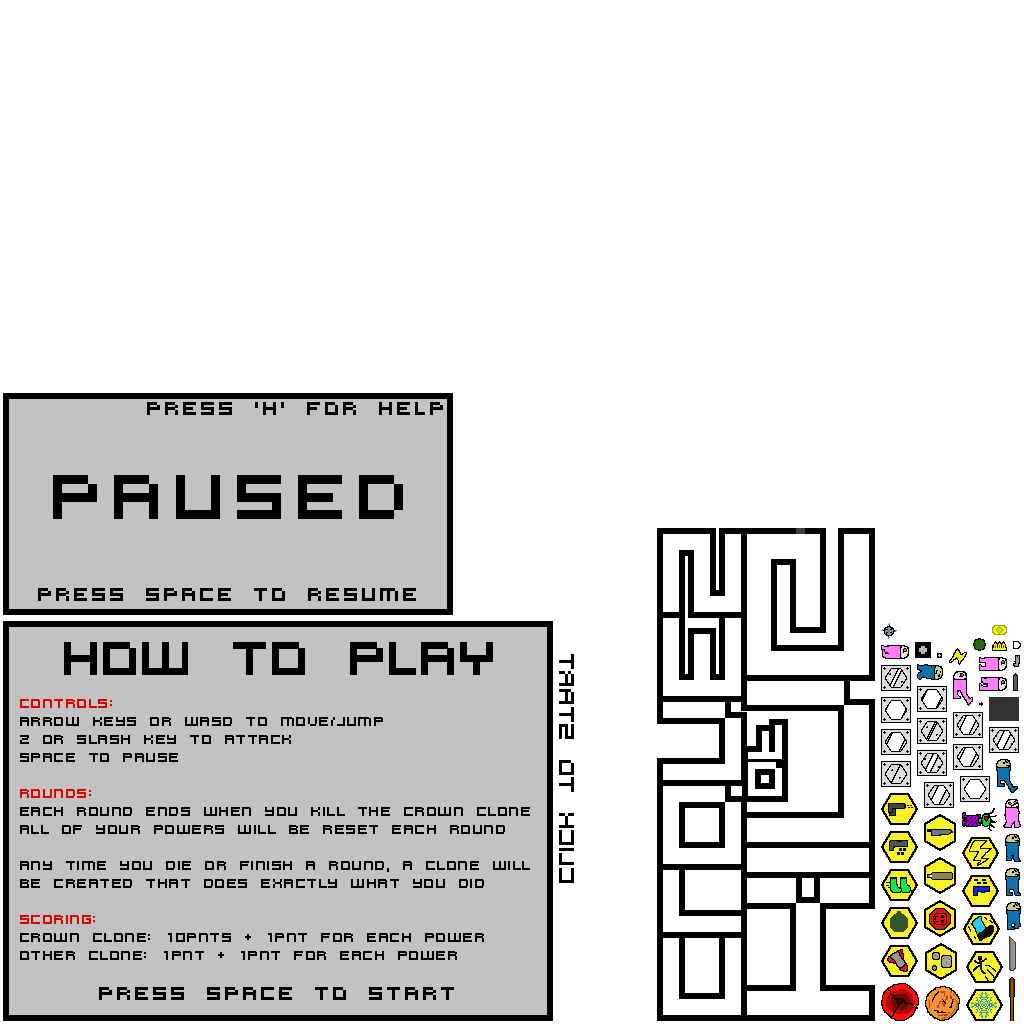 PRESS 'H' FOR HELP
PAUSED
PRESS SPACE TO RESUME
HOW TO PLAY
CONTROLS:
ARROW KEYS OR WASD TO MOVE/JUMP
Z OR SLASH KEY TO ATTACK
SPACE TO PAUSE
ROUNDS:
EACH ROUND ENDS WHEN YOU KILL THE CROWN CLONE
ALL OF YOUR POWERS WILL BE RESET EACH ROUND
ANY TIME YOU DIE OR FINISH A ROUND, A CLONE WILL
BE CREATED THAT DOES EXACTLY WHAT YOU DID
SCORING:
CROWN CLONE: 10PNTS + 1PNT FOR EACH POWER
OTHER CLONE: 1PNT + 1PNT FOR EACH POWER
PRESS SPACE TO START
CLICK TO START